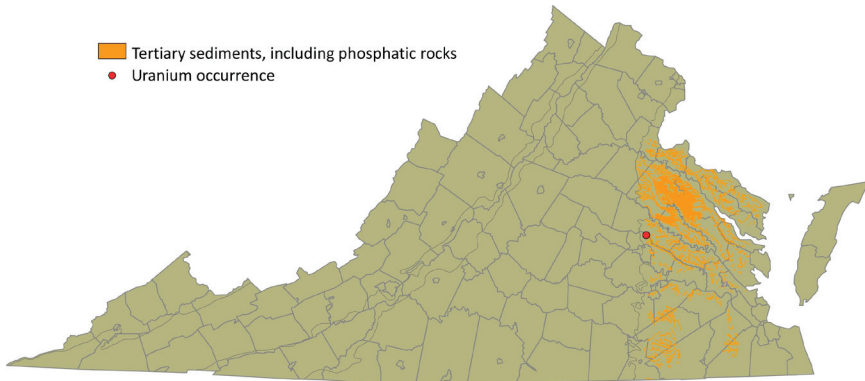 Tertiary sediments, including phosphatic rocks
Uranium occurrence